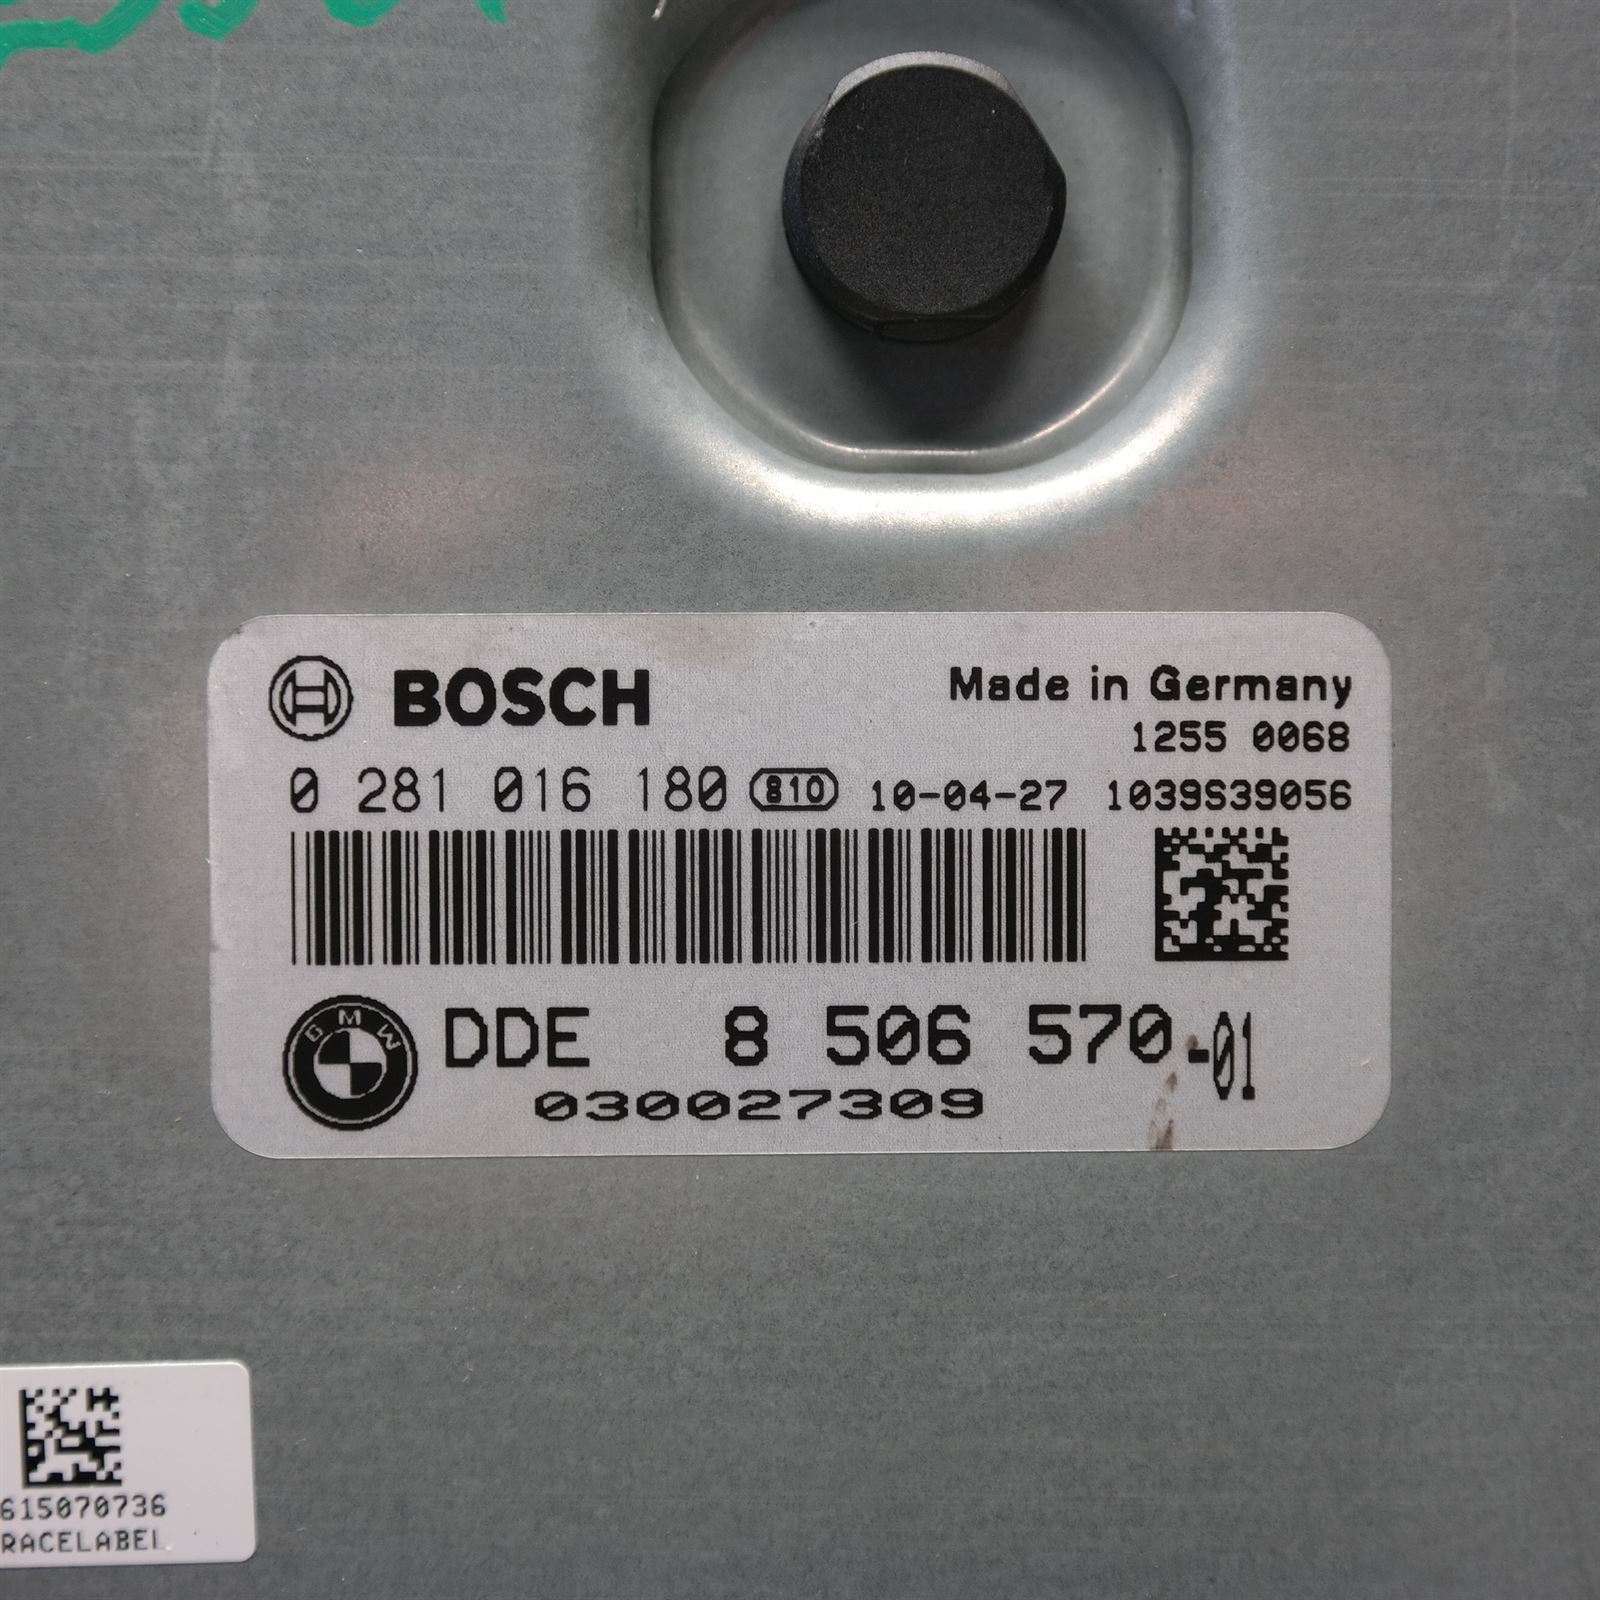 BOSCH
Made in Germany
1255 0068
0 281 016 180 810 10-04-27 1039S39056
BMW
DDE 8 506 570-01
030027309
615070736
RACELABEL